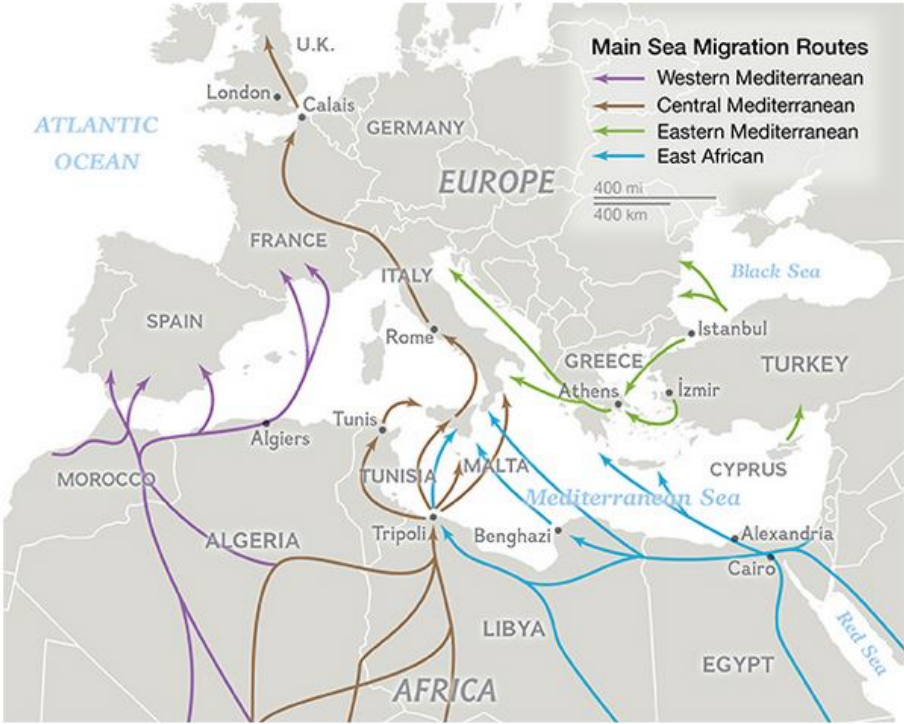 U.K.
London
Calais
ATLANTIC
OCEAN
GERMANY
EUROPE
Main Sea Migration Routes
Western Mediterranean
Central Mediterranean
Eastern Mediterranean
East African
400 mi
400 km
FRANCE
ITALY
Black Sea
SPAIN
Rome
Istanbul
GREECE
TURKEY
Athens
İzmir
Tunis
Algiers
MOROCCO
TUNISIA
MALTA
CYPRUS
Mediterranean Sea
ALGERIA
Tripoli
Benghazi
Alexandria
Cairo
LIBYA
EGYPT
Red Sea
AFRICA